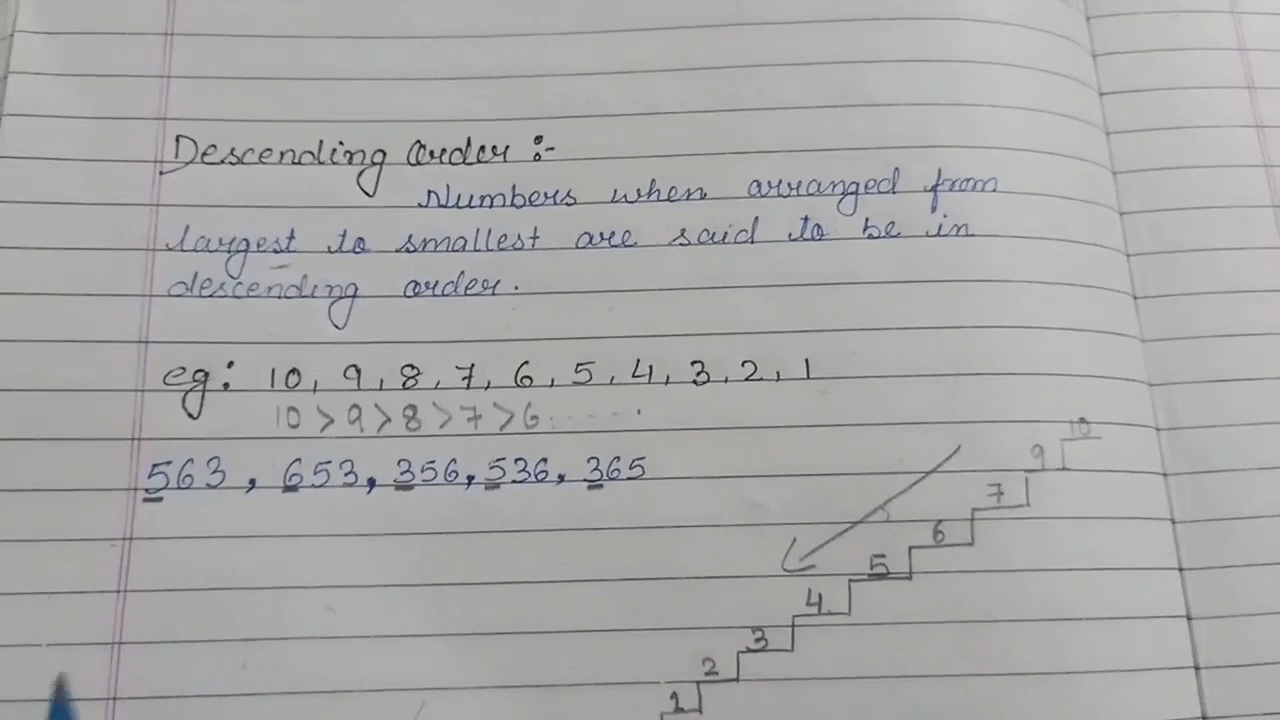 Descending Order :-
Numbers when arranged from
largest to smallest are said to be in
descending order.
eg: 10, 9, 8, 7, 6, 5, 4, 3, 2, 1
10 > 9 > 8 > 7 > 6 .......
563, 653, 356, 536, 365
10
9
7
6
5
4
3
2
1